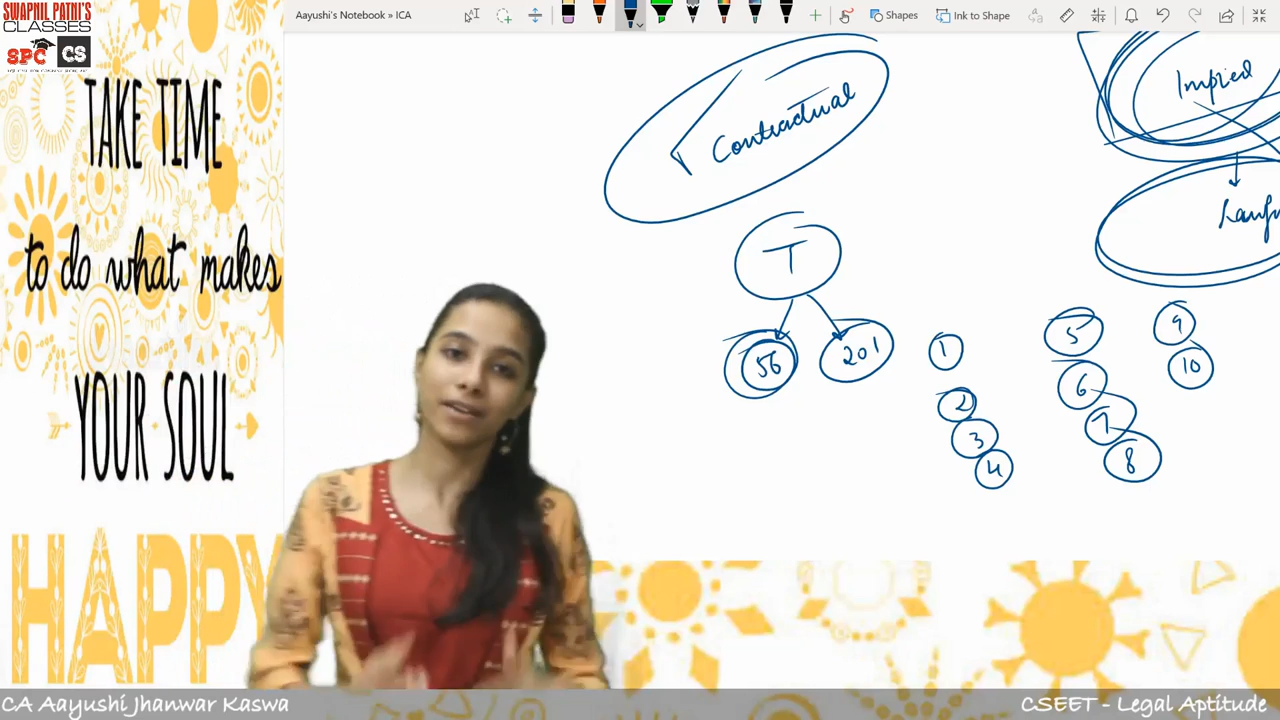 SWAPNIL PATNI'S
CLASSES
SPC CS
TAKE TIME
to do what makes
YOUR SOUL
HAPPY
Aayushi's Notebook » ICA
Shapes
Ink to Shape
Contractual
Implied
T
56
201
1
2
3
4
5
6
7
8
9
10
CA Aayushi Jhanwar Kaswa
CSEET - Legal Aptitude